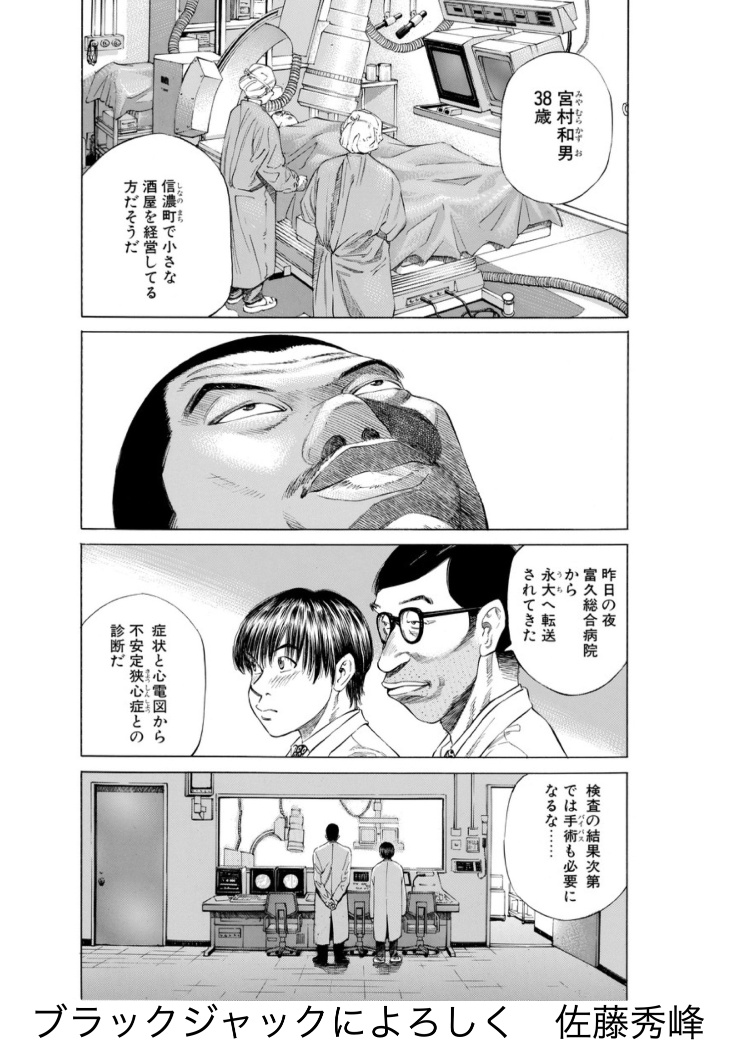 宮村和男
38歳
信濃町で小さな
酒屋を経営してる
方だそうだ
昨日の夜
富久総合病院
から
永大へ転送
されてきた
症状と心電図から
不安定狭心症との
診断だ
検査の結果次第
では手術も必要に
なるな……
ブラックジャックによろしく　佐藤秀峰